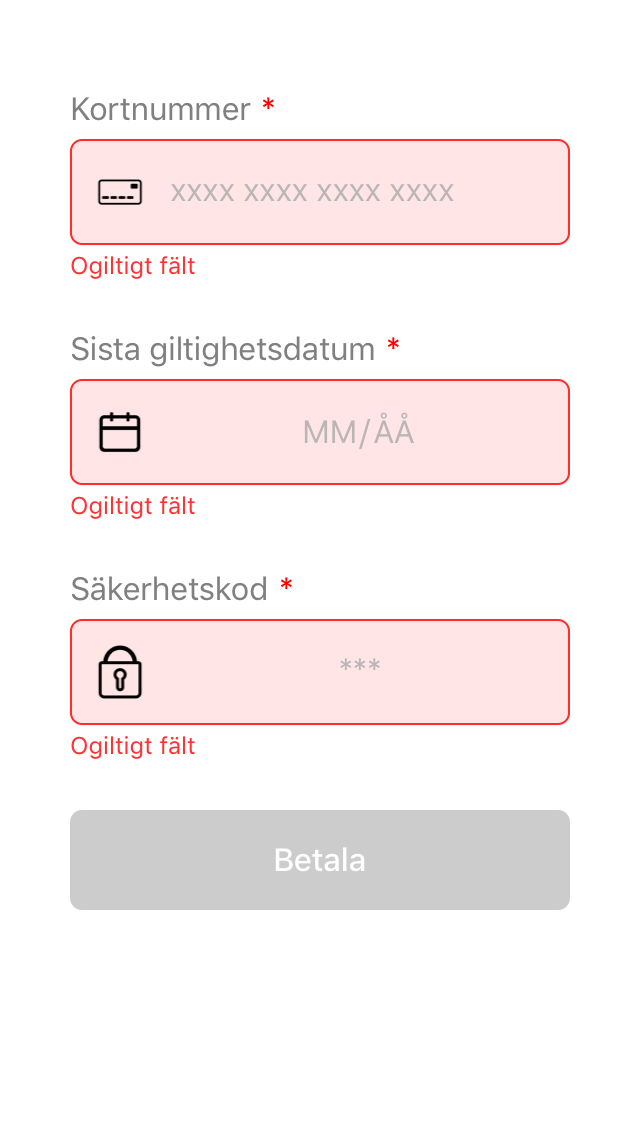 Kortnummer *
xxxx xxxx xxxx xxxx
Ogiltigt fält
Sista giltighetsdatum *
MM/ÅÅ
Ogiltigt fält
Säkerhetskod *
***
Ogiltigt fält
Betala